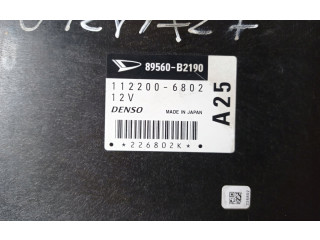 89560-B2190
112200-6802
12V
DENSO MADE IN JAPAN
A25
*226802K*